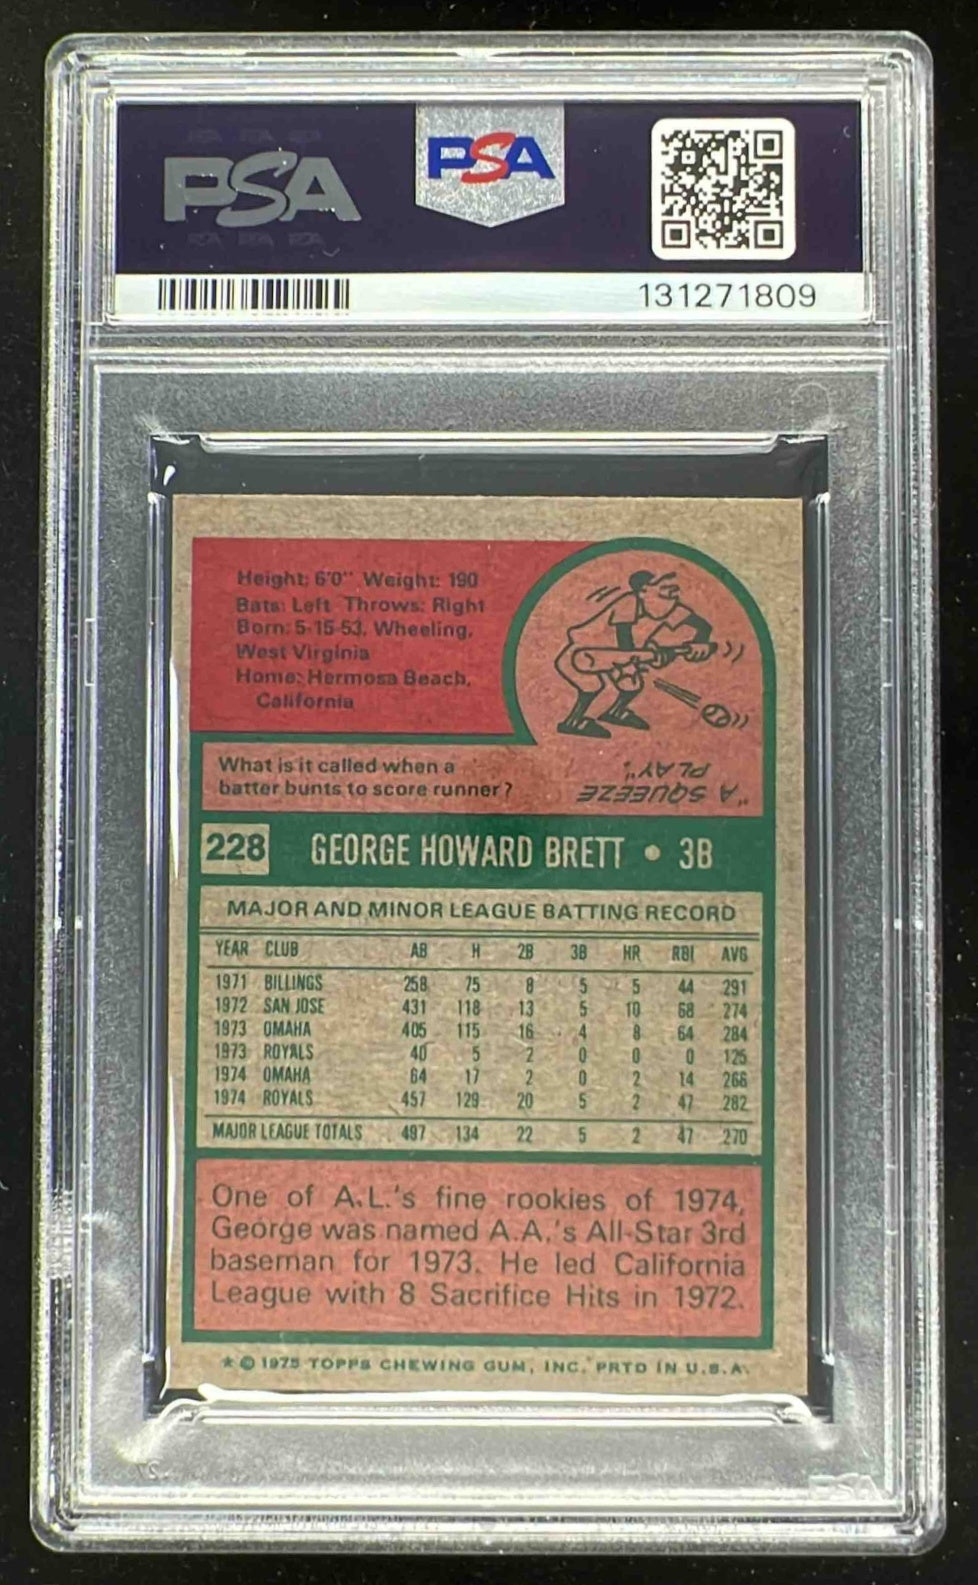 PSA
PSA
131271809
Height: 6'0" Weight: 190
Bats: Left Throws: Right
Born: 5-15-53, Wheeling,
West Virginia
Home: Hermosa Beach,
California
What is it called when a
batter bunts to score runner?
"A SQUEEZE
PLAY".
228 GEORGE HOWARD BRETT • 3B
MAJOR AND MINOR LEAGUE BATTING RECORD
YEAR CLUB AB H 2B 3B HR RBI AVG
1971 BILLINGS 258 75 8 5 5 44 291
1972 SAN JOSE 431 118 13 5 10 68 274
1973 OMAHA 405 115 16 4 8 64 284
1973 ROYALS 40 5 2 0 0 0 125
1974 OMAHA 64 17 2 0 2 14 266
1974 ROYALS 457 129 20 5 2 47 282
MAJOR LEAGUE TOTALS 497 134 22 5 2 47 270
One of A.L.'s fine rookies of 1974,
George was named A.A.'s All-Star 3rd
baseman for 1973. He led California
League with 8 Sacrifice Hits in 1972.
★ © 1975 TOPPS CHEWING GUM, INC. PRTD IN U.S.A.
PSA